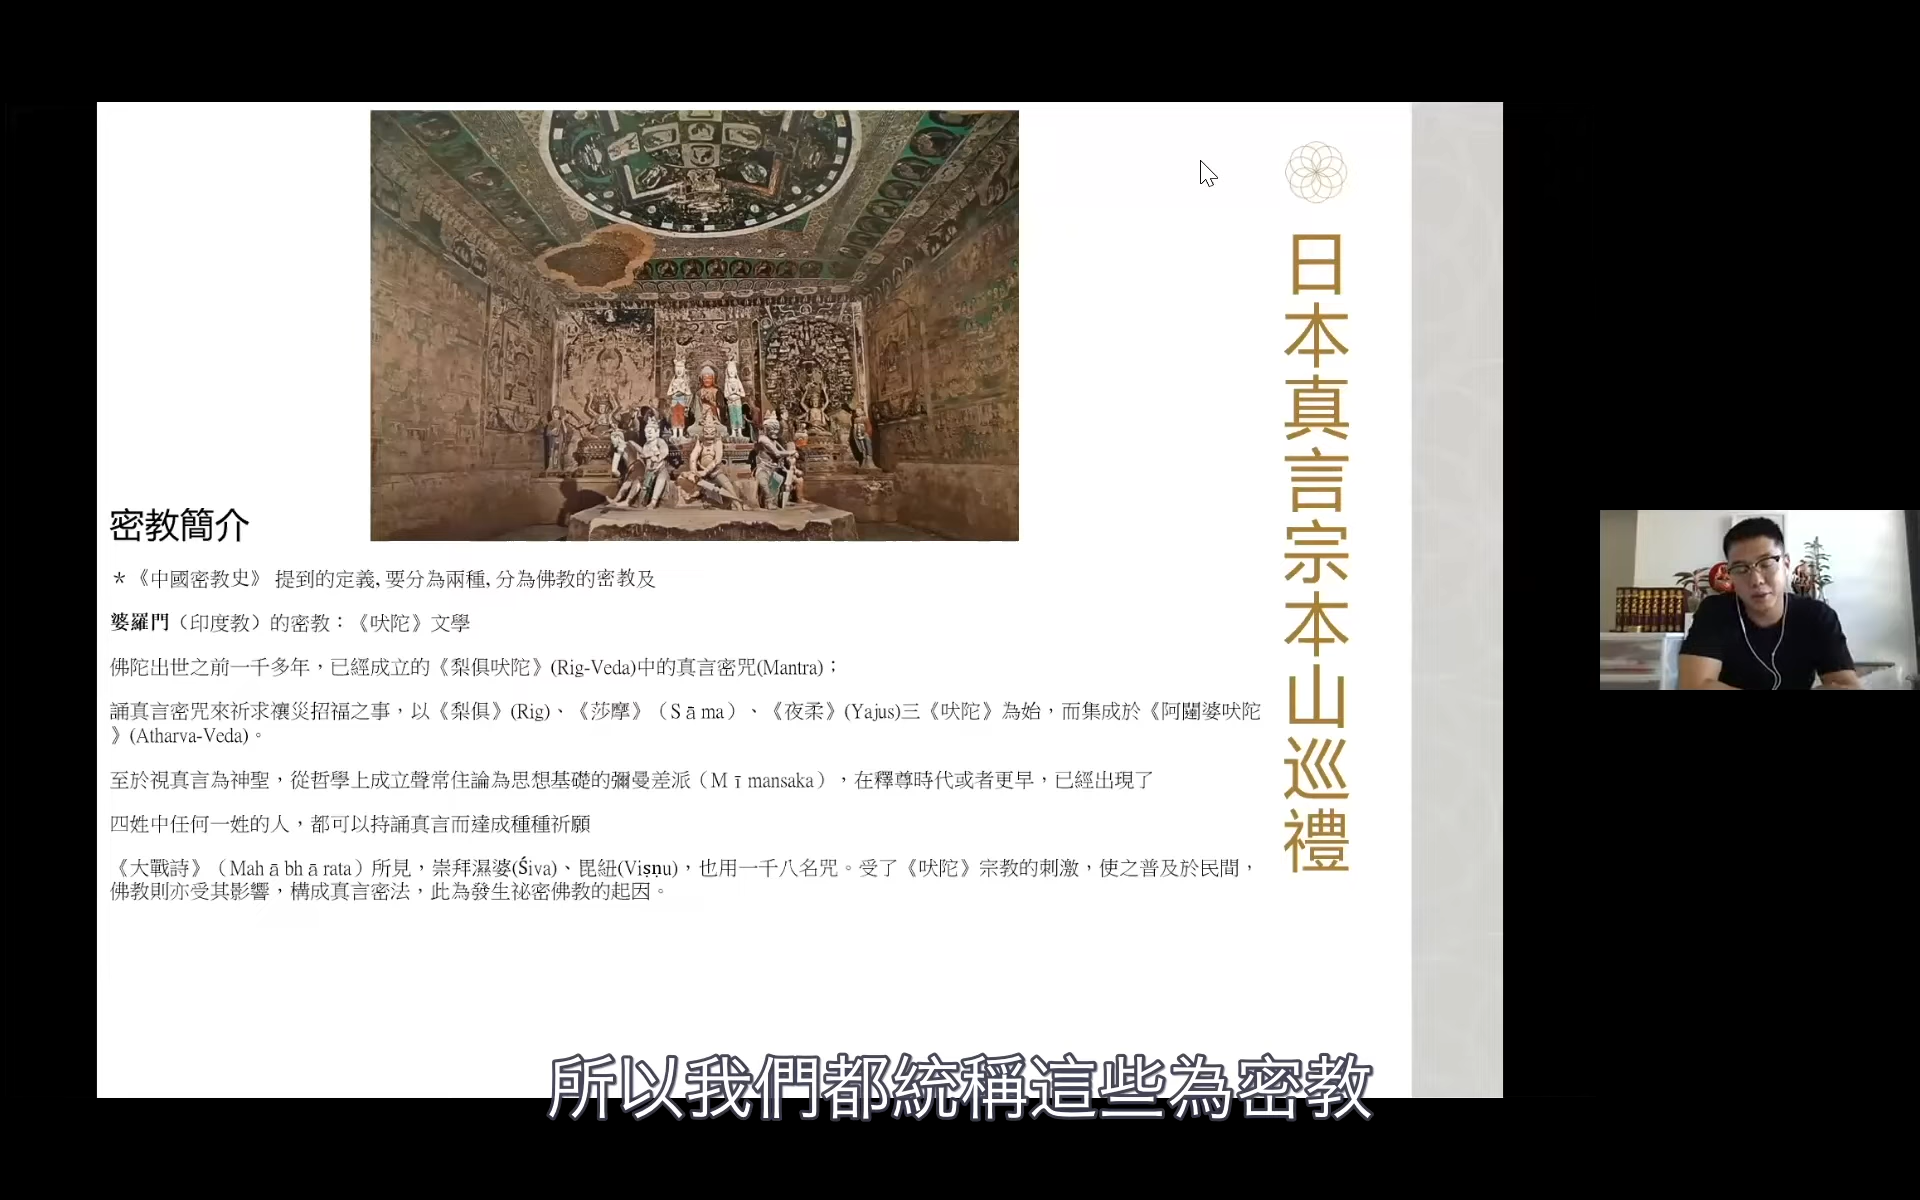 日本真言宗本山巡禮
密教簡介
＊《中國密教史》 提到的定義, 要分為兩種, 分為佛教的密教及
婆羅門（印度教）的密教：《吠陀》文學
佛陀出世之前一千多年，已經成立的《梨俱吠陀》(Rig-Veda)中的真言密咒(Mantra)；
誦真言密咒來祈求禳災招福之事，以《梨俱》(Rig)、《莎摩》（S ā ma）、《夜柔》(Yajus)三《吠陀》為始，而集成於《阿闥婆吠陀
》(Atharva-Veda)。
至於視真言為神聖，從哲學上成立聲常住論為思想基礎的彌曼差派（M ī mansaka），在釋尊時代或者更早，已經出現了
四姓中任何一姓的人，都可以持誦真言而達成種種祈願
《大戰詩》（Mah ā bh ā rata）所見，崇拜濕婆(Śiva)、毘紐(Viṣṇu)，也用一千八名咒。受了《吠陀》宗教的刺激，使之普及於民間，
佛教則亦受其影響，構成真言密法，此為發生祕密佛教的起因。
所以我們都統稱這些為密教